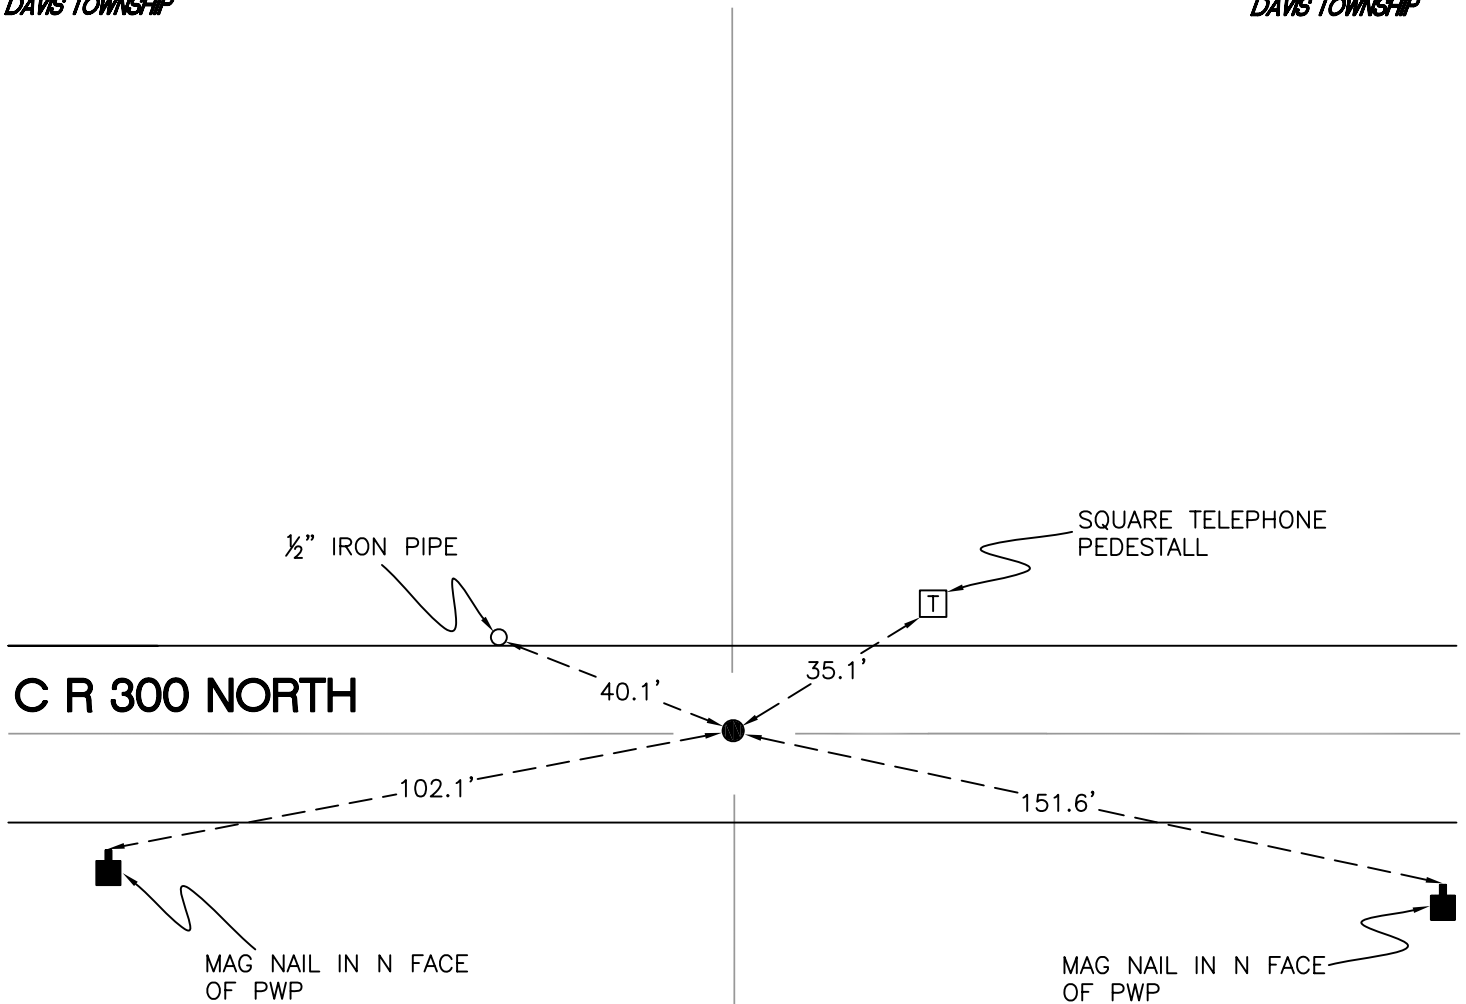 DAVIS TOWNSHIP
DAVIS TOWNSHIP
SQUARE TELEPHONE
PEDESTALL
½” IRON PIPE
T
35.1’
40.1’
C R 300 NORTH
102.1’
151.6’
MAG NAIL IN N FACE
OF PWP
MAG NAIL IN N FACE
OF PWP